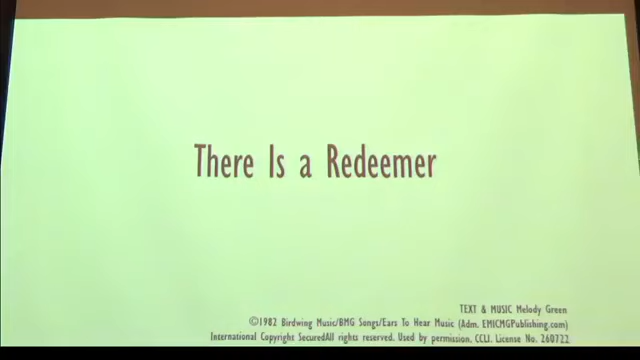 There Is a Redeemer
TEXT & MUSIC Melody Green
©1982 Birdwing Music/BMG Songs/Ears To Hear Music (Adm. EMICMGPublishing.com)
International Copyright SecuredAll rights reserved. Used by permission. CCLI. License No. 260722